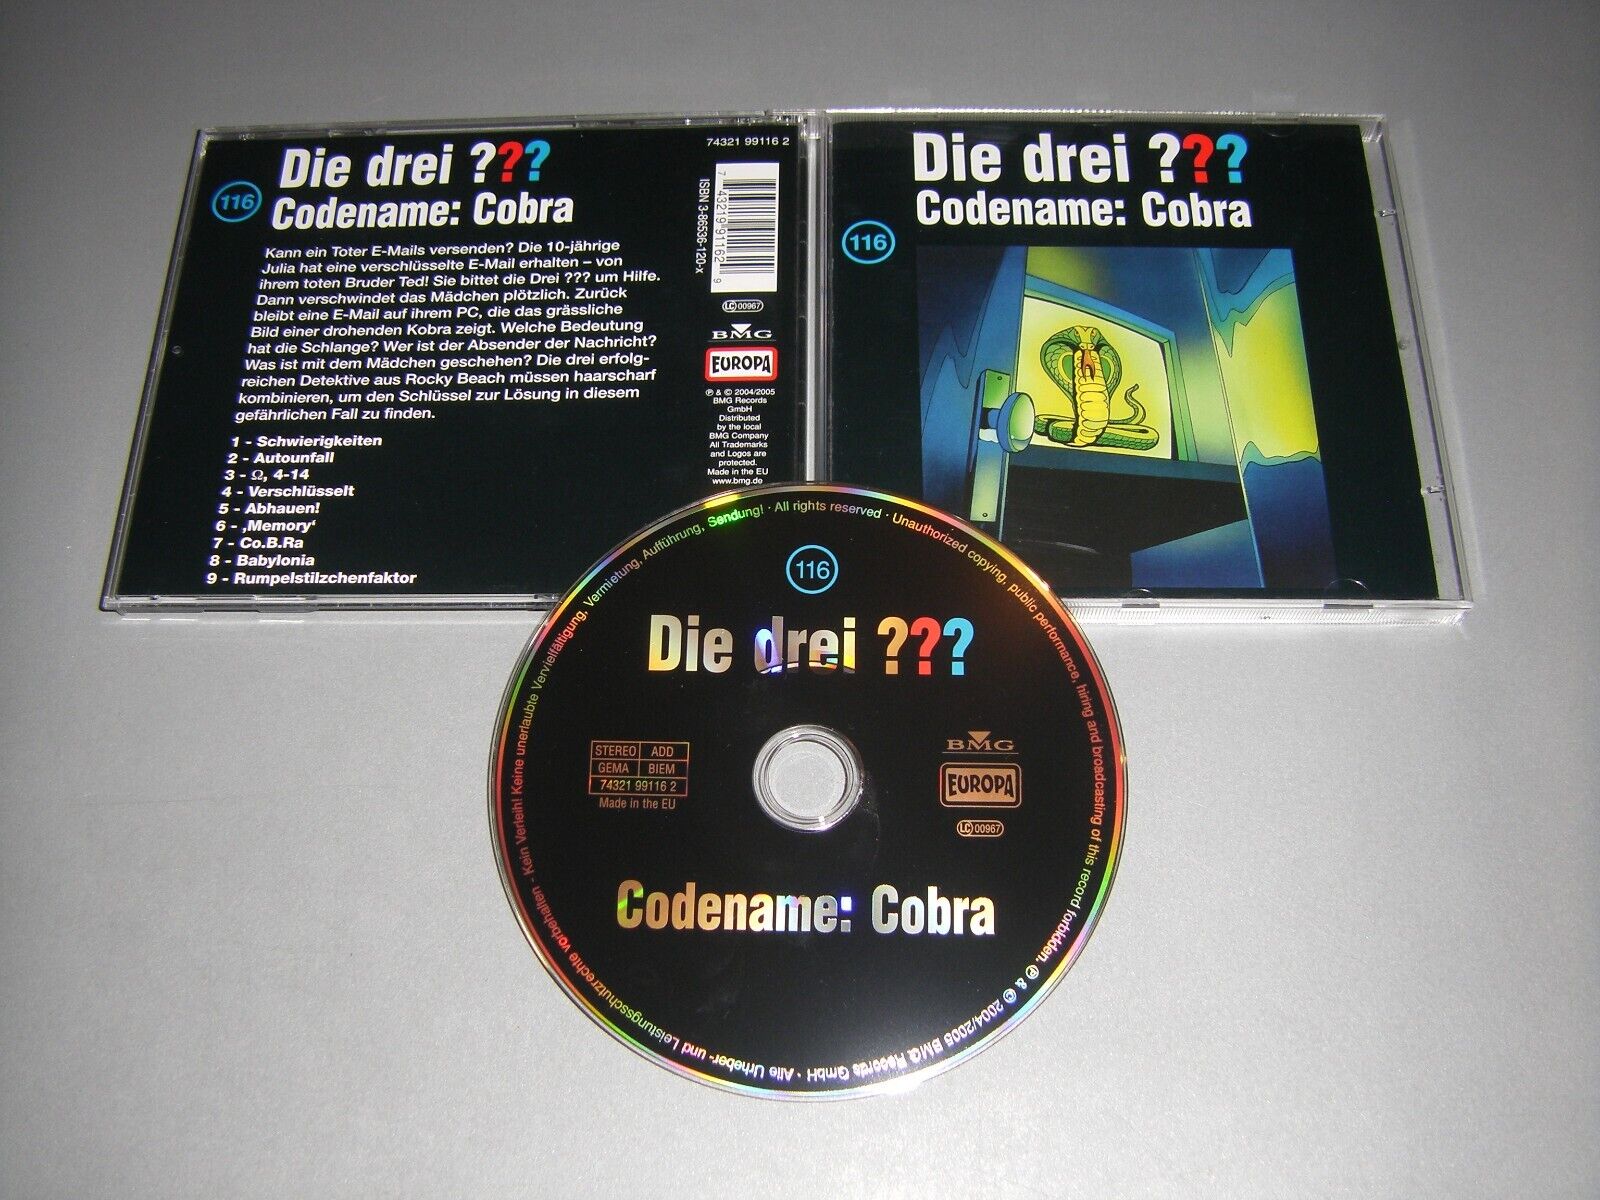 Die drei ???
Codename: Cobra
116
Kann ein Toter E-Mails versenden? Die 10-jährige
Julia hat eine verschlüsselte E-Mail erhalten – von
ihrem toten Bruder Ted! Sie bittet die Drei ??? um Hilfe.
Dann verschwindet das Mädchen plötzlich. Zurück
bleibt eine E-Mail auf ihrem PC, die das grässliche
Bild einer drohenden Kobra zeigt. Welche Bedeutung
hat die Schlange? Wer ist der Absender der Nachricht?
Was ist mit dem Mädchen geschehen? Die drei erfolg-
reichen Detektive aus Rocky Beach müssen haarscharf
kombinieren, um den Schlüssel zur Lösung in diesem
gefährlichen Fall zu finden.
1 - Schwierigkeiten
2 - Autounfall
3 - Ω, 4-14
4 - Verschlüsselt
5 - Abhauen!
6 - ‚Memory‘
7 - Co.B.Ra
8 - Babylonia
9 - Rumpelstilzchenfaktor
74321 99116 2
7 43219 91162 9
ISBN 3-86536-120-x
LC 00967
BMG
EUROPA
℗ & © 2004/2005
BMG Records
GmbH
Distributed
by the local
BMG Company
All Trademarks
and Logos are
protected.
Made in the EU
www.bmg.de
Die drei ???
Codename: Cobra
116
116
Die drei ???
STEREO ADD
GEMA BIEM
74321 99116 2
Made in the EU
BMG
EUROPA
LC 00967
Codename: Cobra
Alle Urheber- und Leistungsschutzrechte vorbehalten - Kein Verleih! Keine unerlaubte Vervielfältigung, Vermietung, Aufführung, Sendung! · All rights reserved · Unauthorized copying, public performance, hiring and broadcasting of this record forbidden. ℗ & © 2004/2005 BMG Records GmbH ·